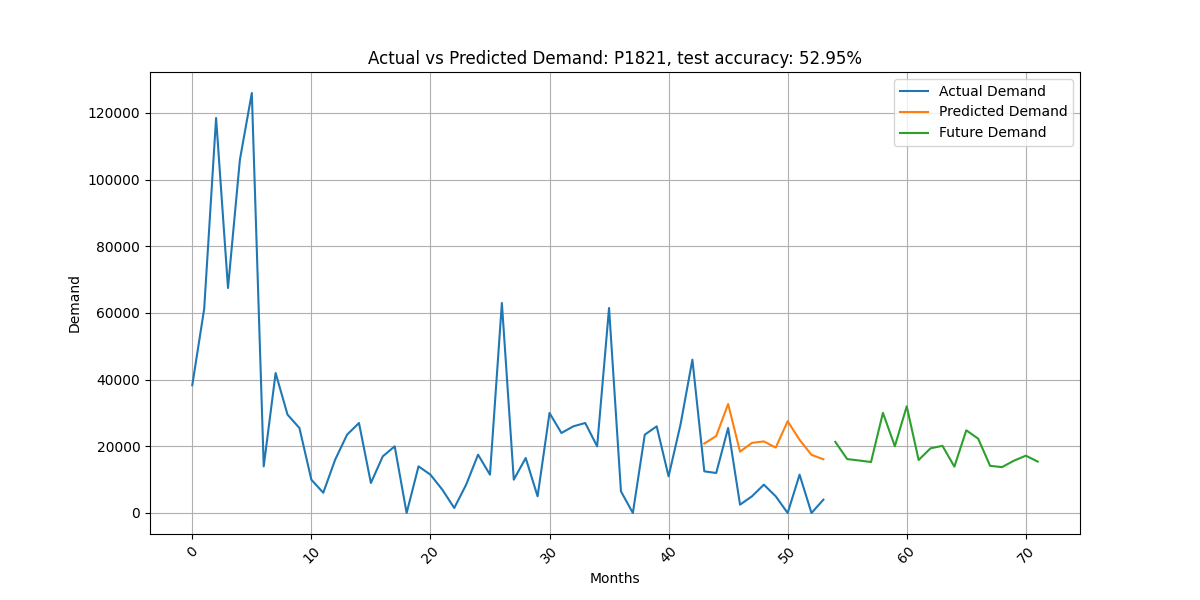 Actual vs Predicted Demand: P1821, test accuracy: 52.95%
Actual Demand
Predicted Demand
Future Demand
120000
100000
80000
60000
40000
20000
0
Demand
0 10 20 30 40 50 60 70
Months